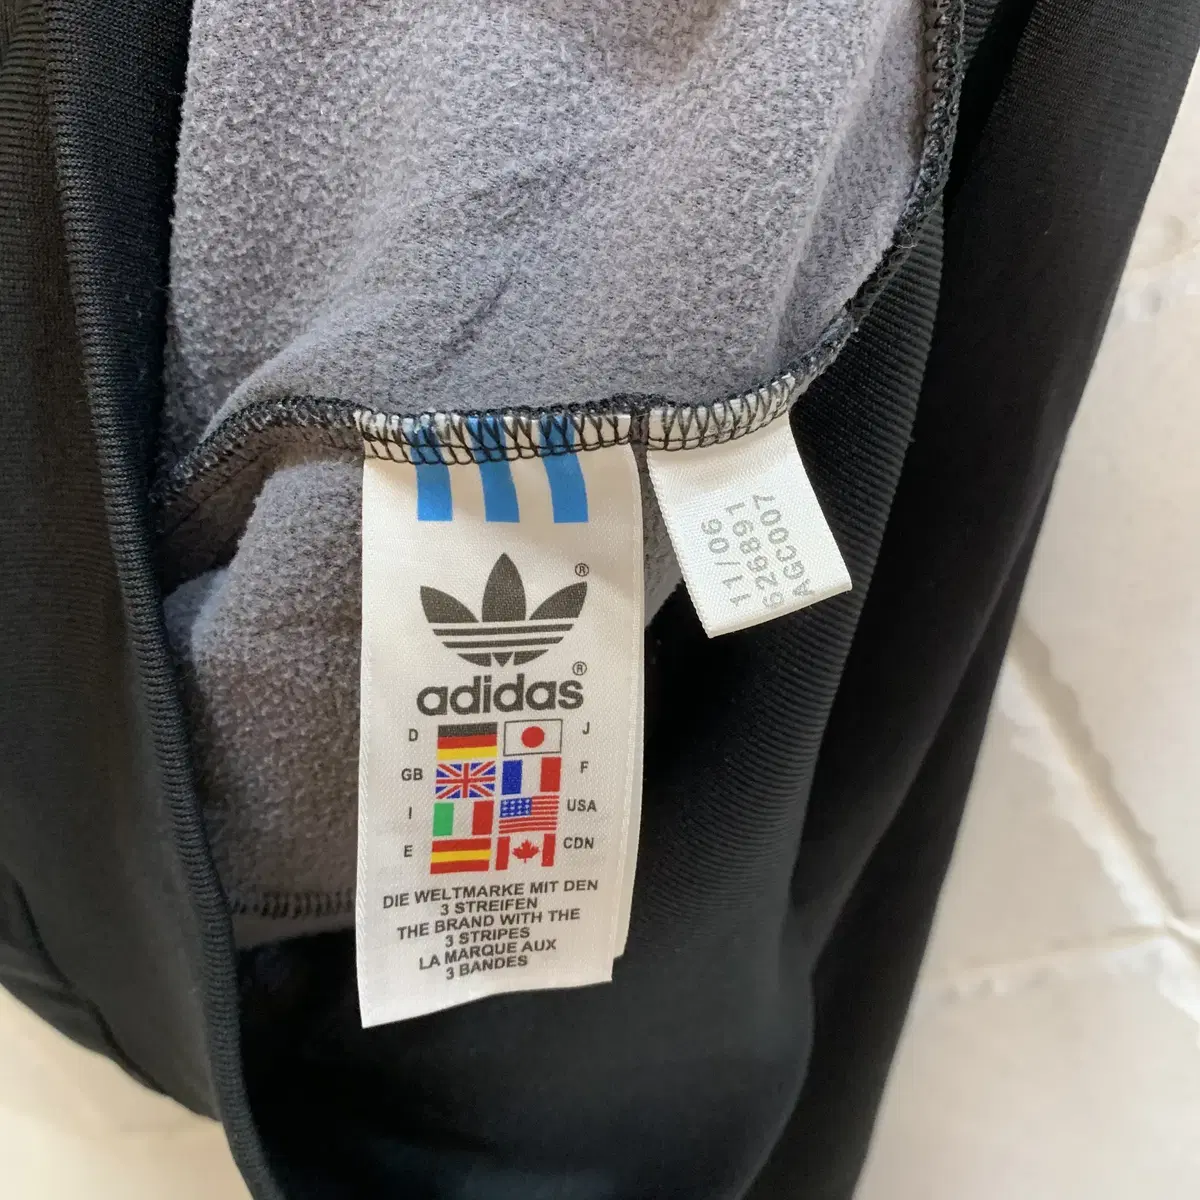 ®
®
adidas
D J
GB F
I USA
E CDN
DIE WELTMARKE MIT DEN
3 STREIFEN
THE BRAND WITH THE
3 STRIPES
LA MARQUE AUX
3 BANDES
11/06
626891
AGC007